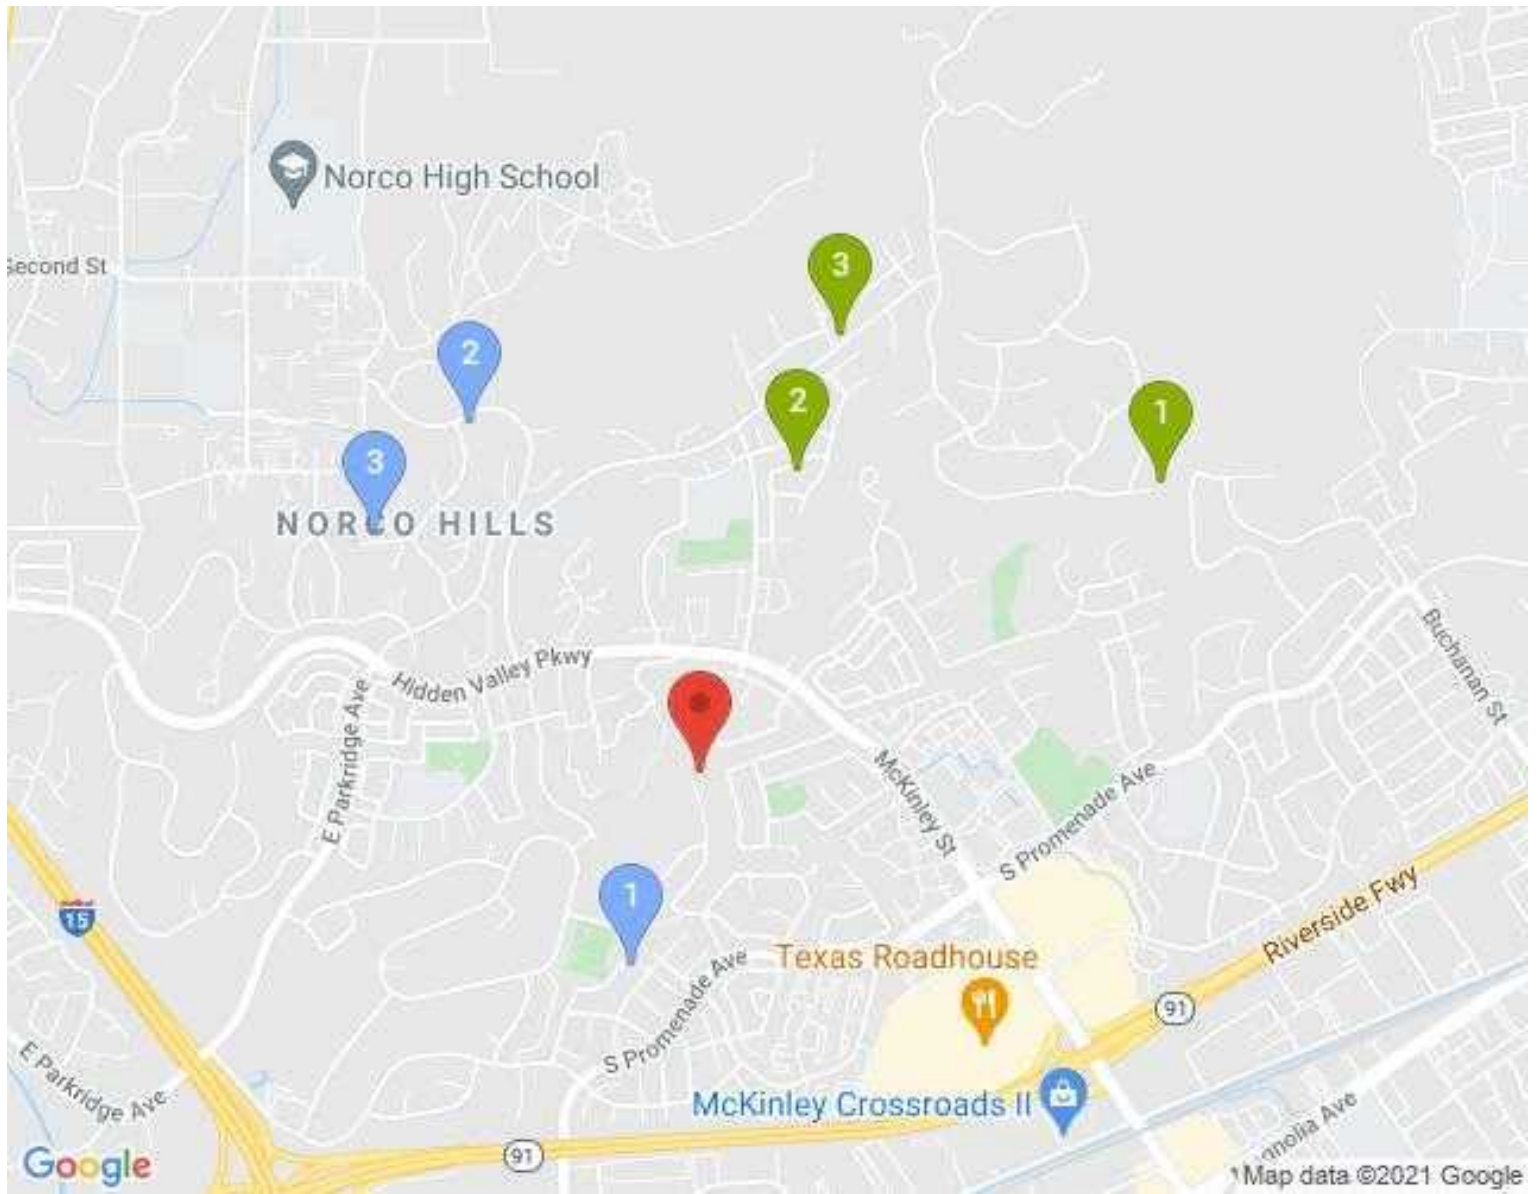 Norco High School
Second St
3
2
2
1
3
NORCO HILLS
Buchanan St
Hidden Valley Pkwy
E Parkridge Ave
McKinley St
S Promenade Ave
1
15
Riverside Fwy
Texas Roadhouse
S Promenade Ave
91
E Parkridge Ave
McKinley Crossroads II
91
Google
Map data ©2021 Google